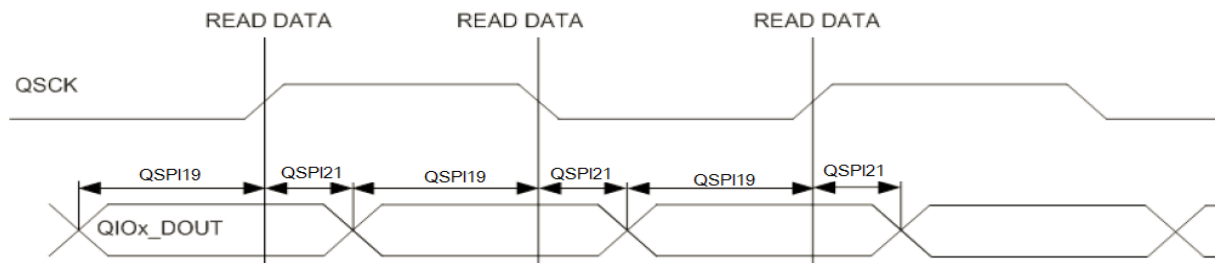 READ DATA READ DATA READ DATA
QSCK
QSPI19 QSPI21 QSPI19 QSPI21 QSPI19 QSPI21
QIOx_DOUT